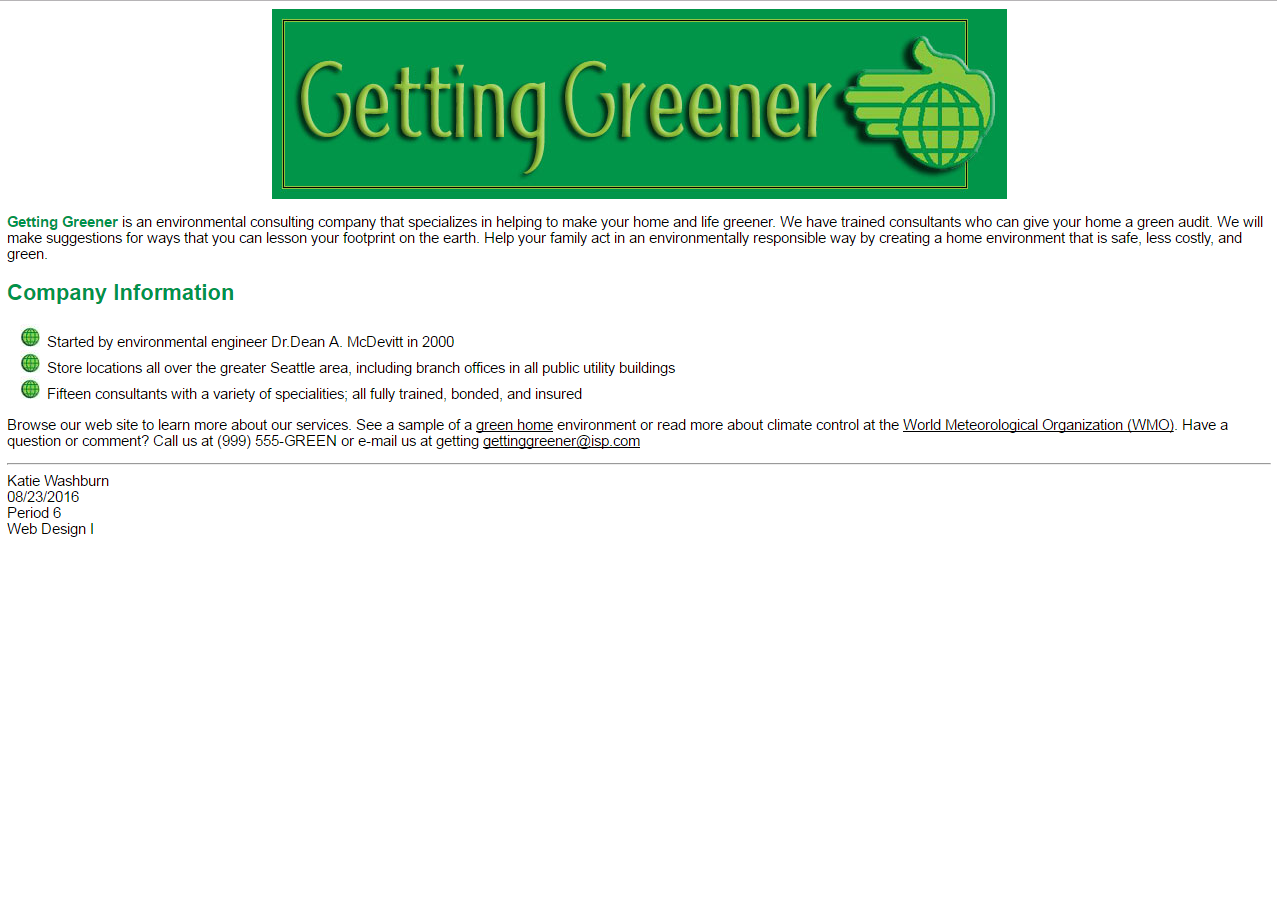 Getting Greener
Getting Greener is an environmental consulting company that specializes in helping to make your home and life greener. We have trained consultants who can give your home a green audit. We will
make suggestions for ways that you can lesson your footprint on the earth. Help your family act in an environmentally responsible way by creating a home environment that is safe, less costly, and
green.
Company Information
Started by environmental engineer Dr.Dean A. McDevitt in 2000
Store locations all over the greater Seattle area, including branch offices in all public utility buildings
Fifteen consultants with a variety of specialities; all fully trained, bonded, and insured
Browse our web site to learn more about our services. See a sample of a green home environment or read more about climate control at the World Meteorological Organization (WMO). Have a
question or comment? Call us at (999) 555-GREEN or e-mail us at getting gettinggreener@isp.com
Katie Washburn
08/23/2016
Period 6
Web Design I